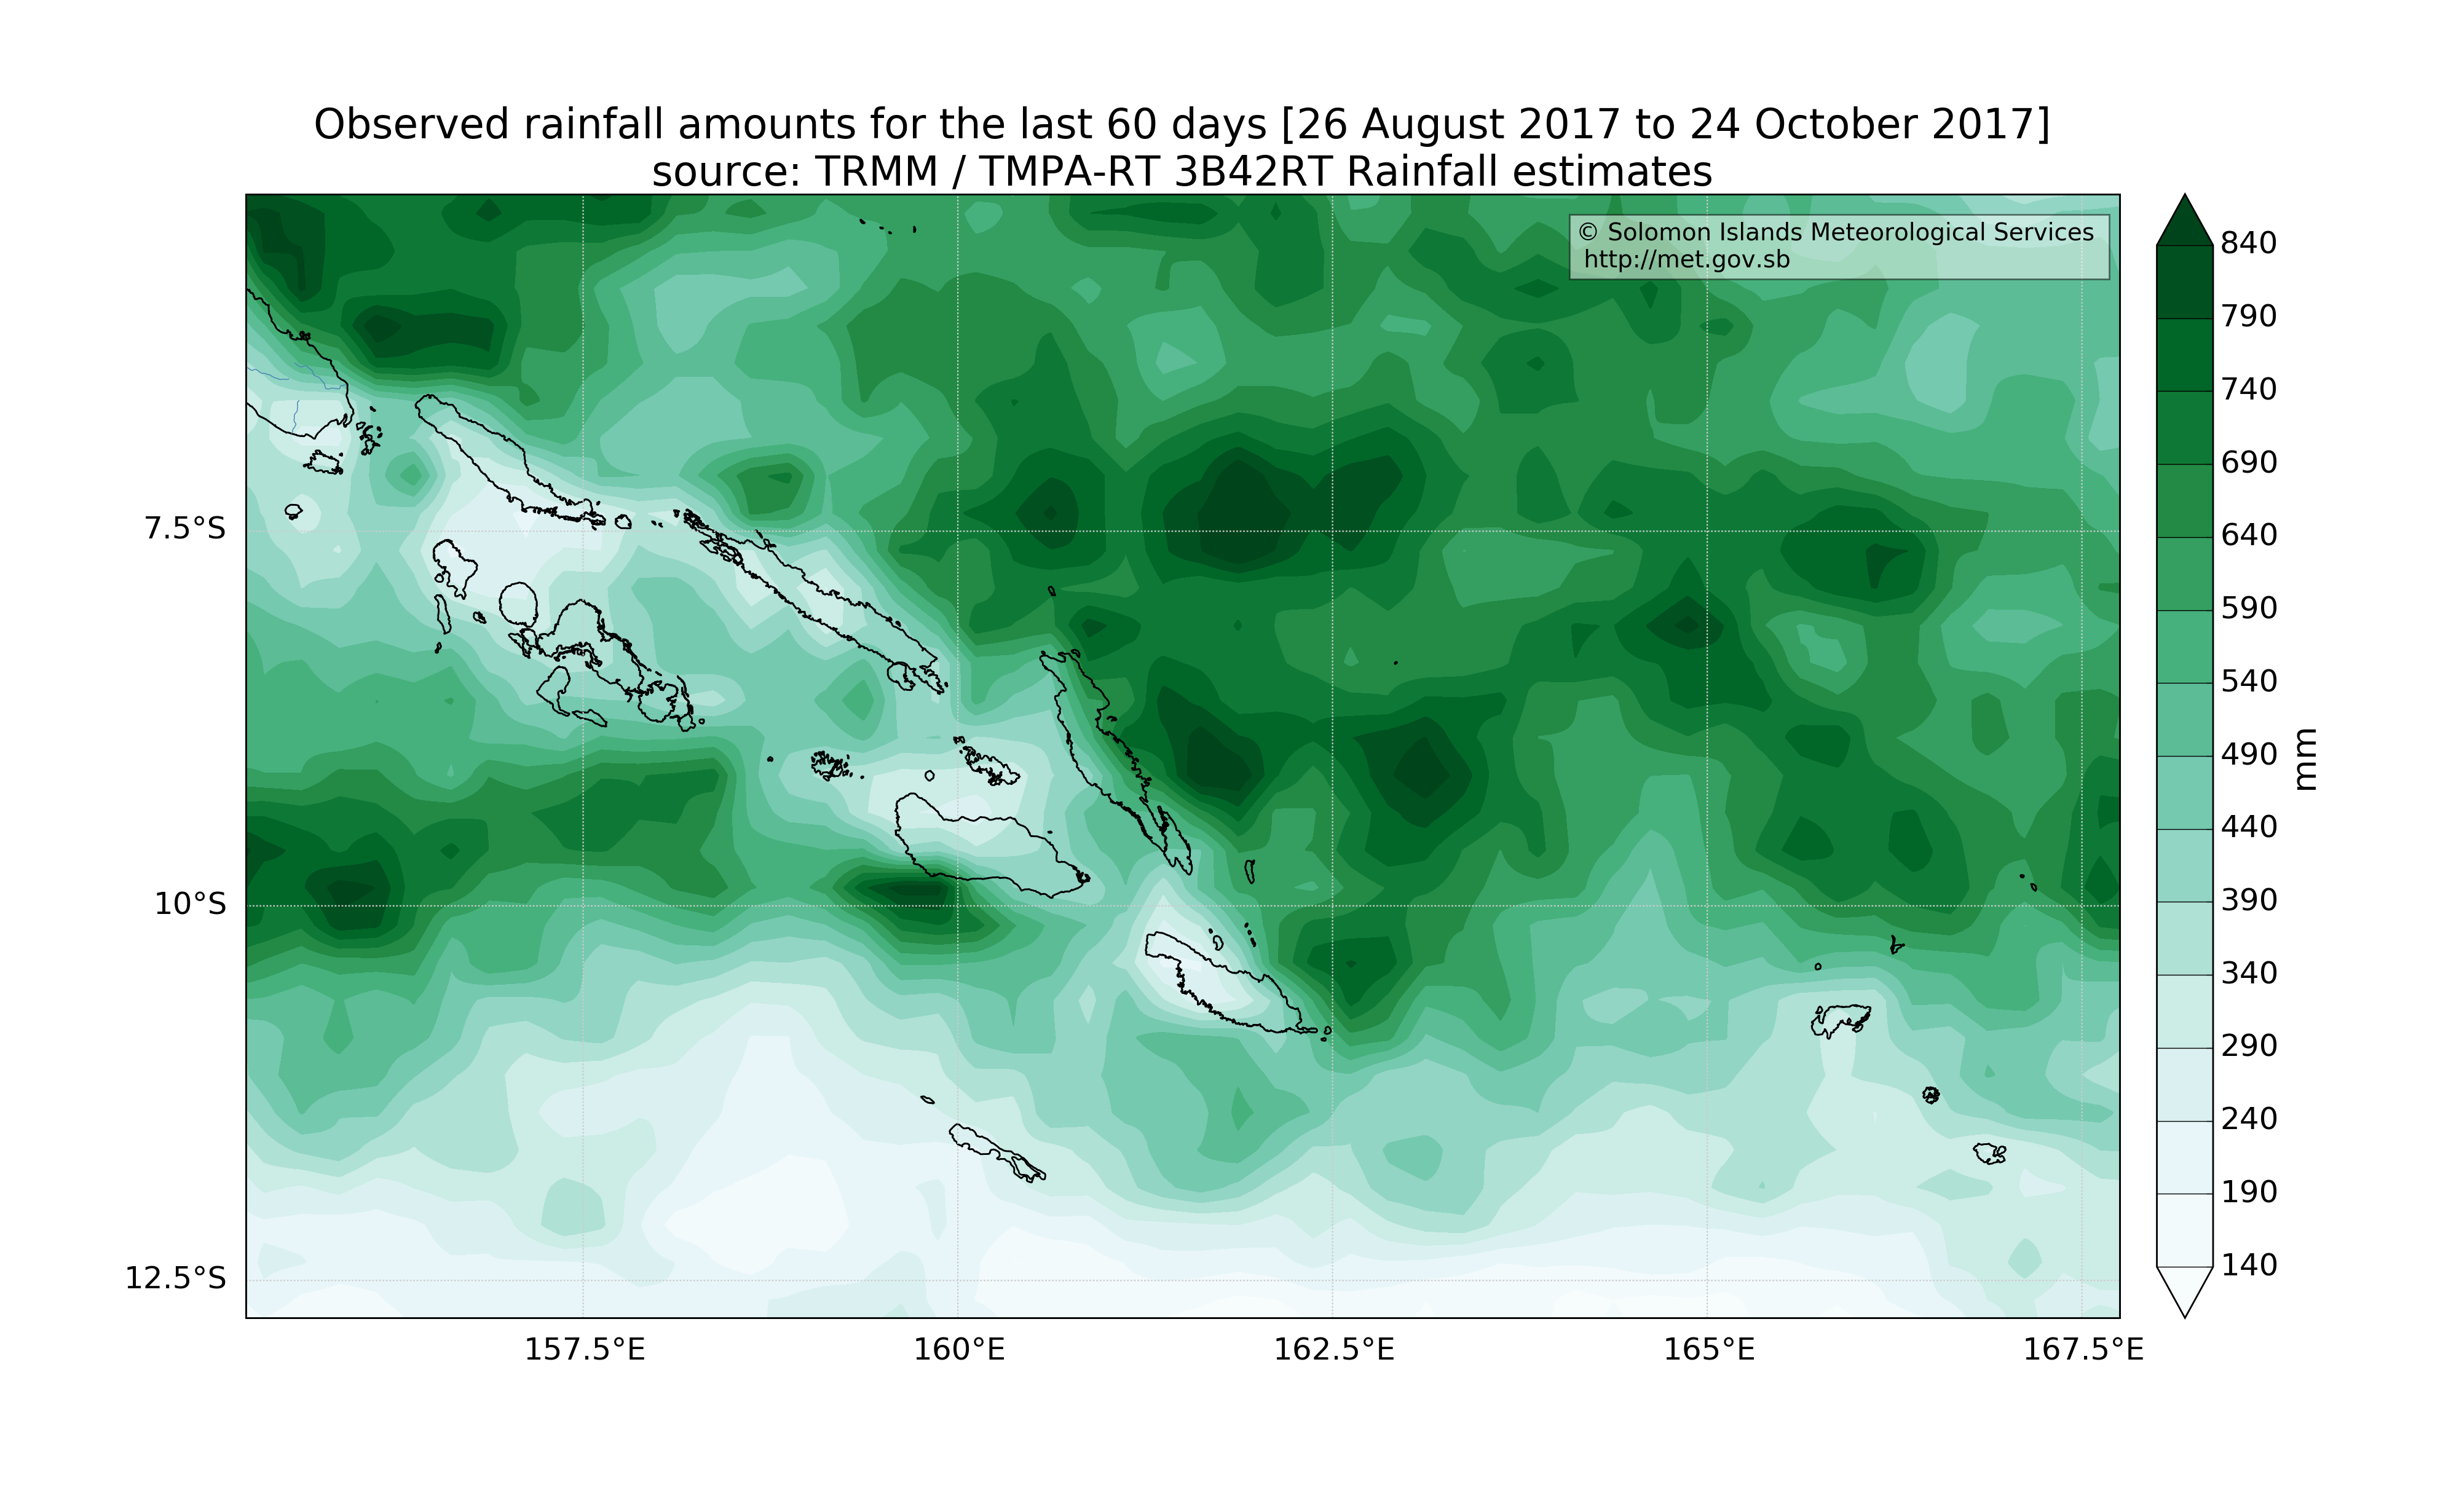 Observed rainfall amounts for the last 60 days [26 August 2017 to 24 October 2017]
source: TRMM / TMPA-RT 3B42RT Rainfall estimates
© Solomon Islands Meteorological Services
http://met.gov.sb
7.5°S
10°S
12.5°S
157.5°E
160°E
162.5°E
165°E
167.5°E
840
790
740
690
640
590
540
490
440
390
340
290
240
190
140
mm